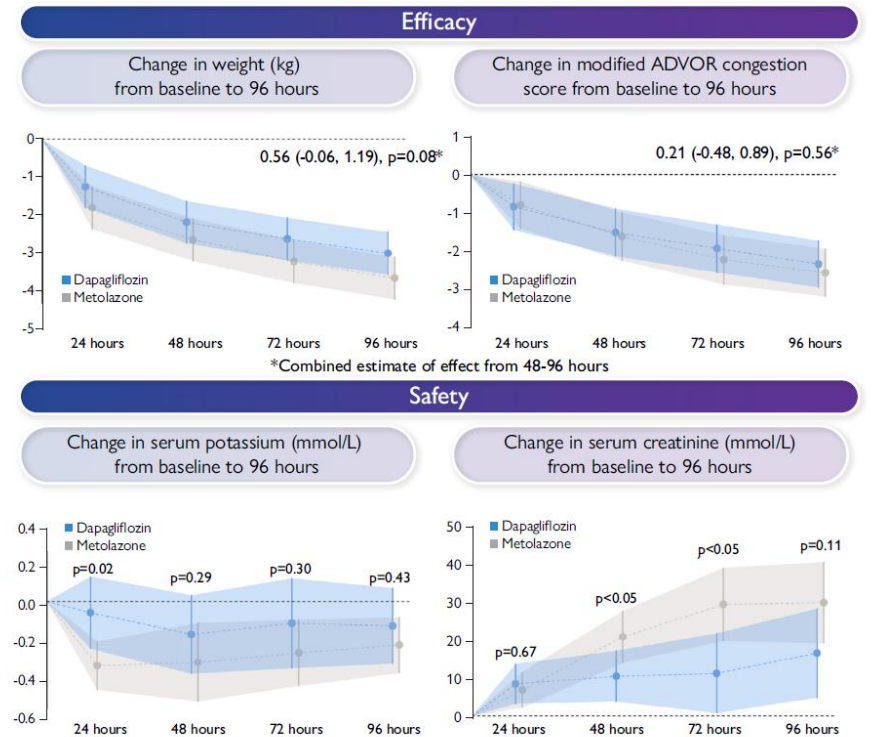 Efficacy
Change in weight (kg)
from baseline to 96 hours
0
-1
-2
-3
-4
-5
0.56 (-0.06, 1.19), p=0.08*
Dapagliflozin
Metolazone
24 hours
48 hours
72 hours
96 hours
Change in modified ADVOR congestion
score from baseline to 96 hours
1
0
-1
-2
-3
-4
0.21 (-0.48, 0.89), p=0.56*
Dapagliflozin
Metolazone
24 hours
48 hours
72 hours
96 hours
*Combined estimate of effect from 48-96 hours
Safety
Change in serum potassium (mmol/L)
from baseline to 96 hours
0.4
0.2
0.0
-0.2
-0.4
-0.6
Dapagliflozin
Metolazone
p=0.02
p=0.29
p=0.30
p=0.43
24 hours
48 hours
72 hours
96 hours
Change in serum creatinine (mmol/L)
from baseline to 96 hours
50
40
30
20
10
0
Dapagliflozin
Metolazone
p=0.67
p<0.05
p<0.05
p=0.11
24 hours
48 hours
72 hours
96 hours